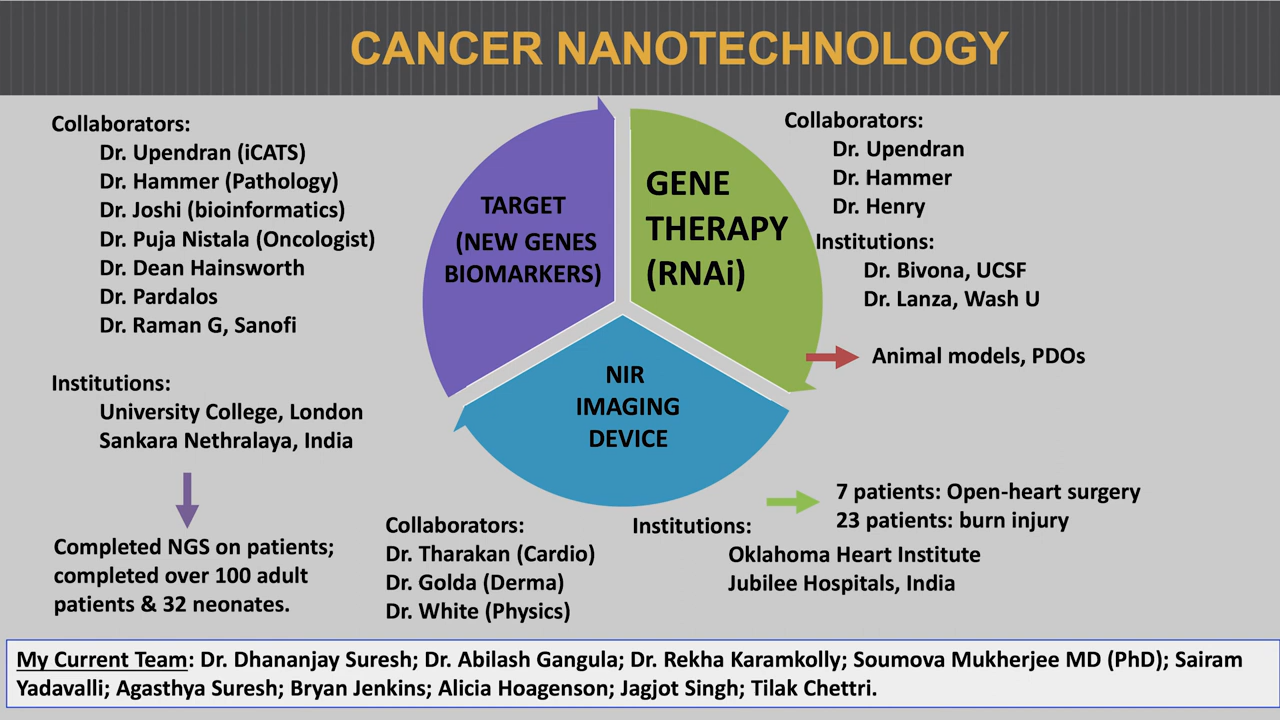 CANCER NANOTECHNOLOGY
Collaborators:
Dr. Upendran (iCATS)
Dr. Hammer (Pathology)
Dr. Joshi (bioinformatics)
Dr. Puja Nistala (Oncologist)
Dr. Dean Hainsworth
Dr. Pardalos
Dr. Raman G, Sanofi
Institutions:
University College, London
Sankara Nethralaya, India
Completed NGS on patients;
completed over 100 adult
patients & 32 neonates.
TARGET
(NEW GENES
BIOMARKERS)
GENE
THERAPY
(RNAi)
NIR
IMAGING
DEVICE
Collaborators:
Dr. Upendran
Dr. Hammer
Dr. Henry
Institutions:
Dr. Bivona, UCSF
Dr. Lanza, Wash U
Animal models, PDOs
7 patients: Open-heart surgery
23 patients: burn injury
Collaborators:
Dr. Tharakan (Cardio)
Dr. Golda (Derma)
Dr. White (Physics)
Institutions:
Oklahoma Heart Institute
Jubilee Hospitals, India
My Current Team: Dr. Dhananjay Suresh; Dr. Abilash Gangula; Dr. Rekha Karamkolly; Soumova Mukherjee MD (PhD); Sairam
Yadavalli; Agasthya Suresh; Bryan Jenkins; Alicia Hoagenson; Jagjot Singh; Tilak Chettri.